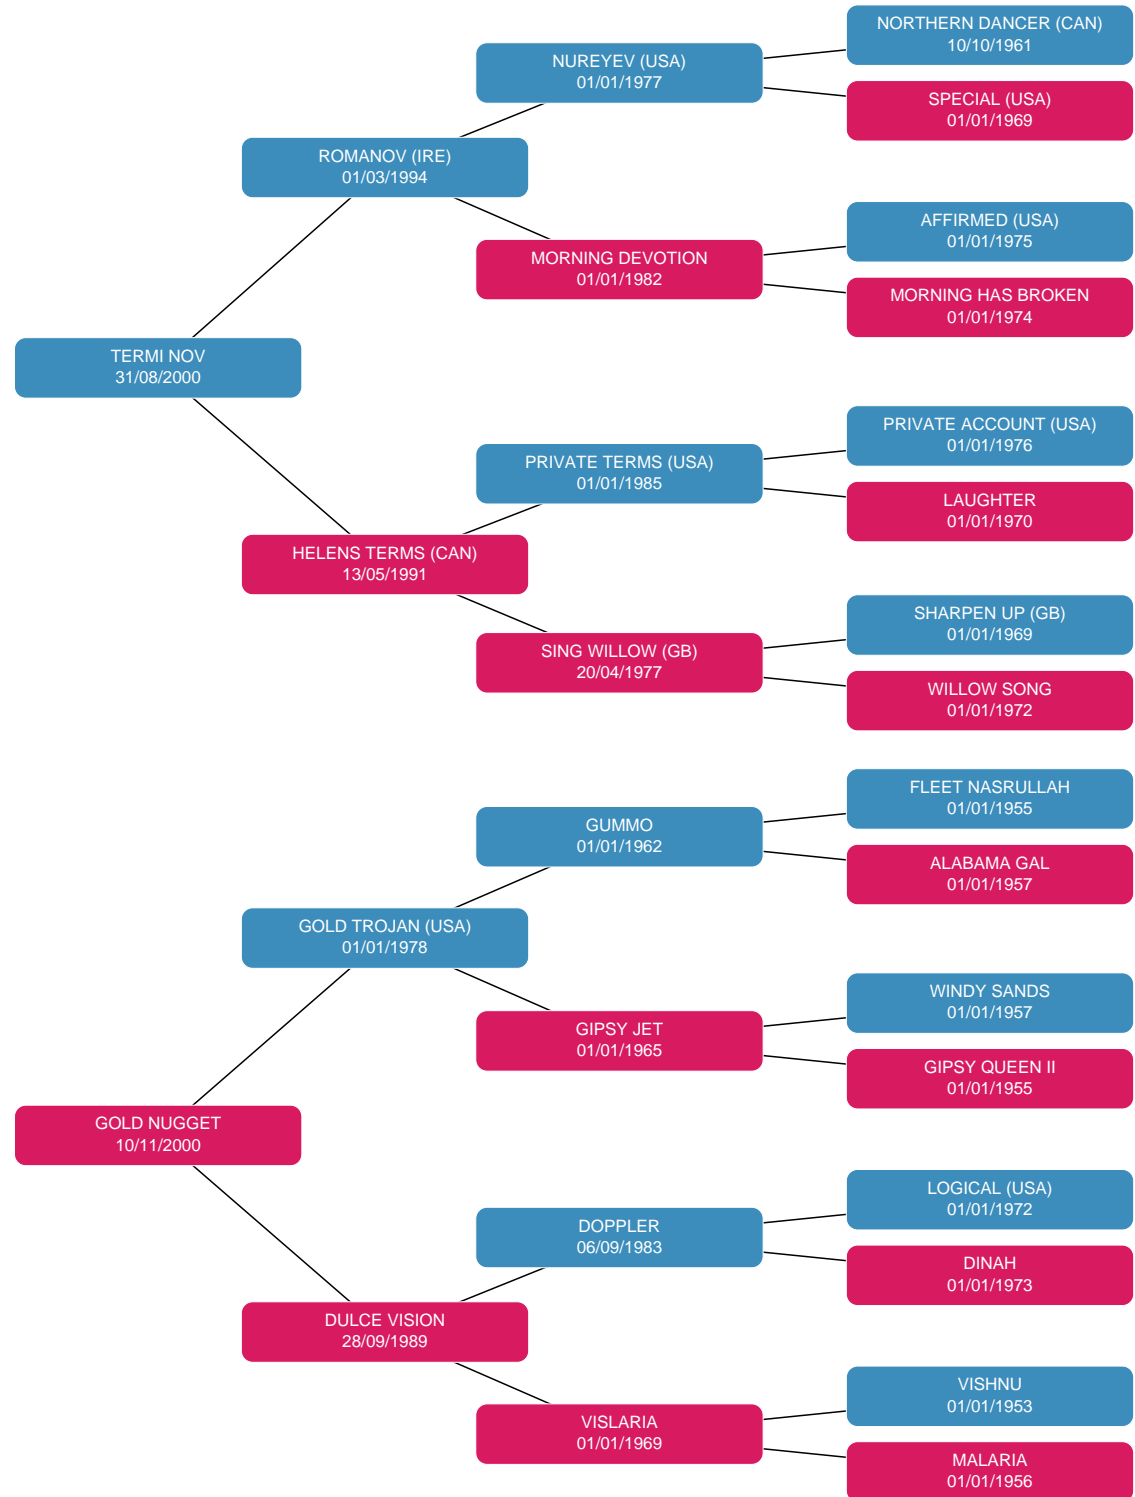 NORTHERN DANCER (CAN)
10/10/1961
NUREYEV (USA)
01/01/1977
SPECIAL (USA)
01/01/1969
ROMANOV (IRE)
01/03/1994
AFFIRMED (USA)
01/01/1975
MORNING DEVOTION
01/01/1982
MORNING HAS BROKEN
01/01/1974
TERMI NOV
31/08/2000
PRIVATE ACCOUNT (USA)
01/01/1976
PRIVATE TERMS (USA)
01/01/1985
LAUGHTER
01/01/1970
HELENS TERMS (CAN)
13/05/1991
SHARPEN UP (GB)
01/01/1969
SING WILLOW (GB)
20/04/1977
WILLOW SONG
01/01/1972
FLEET NASRULLAH
01/01/1955
GUMMO
01/01/1962
ALABAMA GAL
01/01/1957
GOLD TROJAN (USA)
01/01/1978
WINDY SANDS
01/01/1957
GIPSY JET
01/01/1965
GIPSY QUEEN II
01/01/1955
GOLD NUGGET
10/11/2000
LOGICAL (USA)
01/01/1972
DOPPLER
06/09/1983
DINAH
01/01/1973
DULCE VISION
28/09/1989
VISHNU
01/01/1953
VISLARIA
01/01/1969
MALARIA
01/01/1956